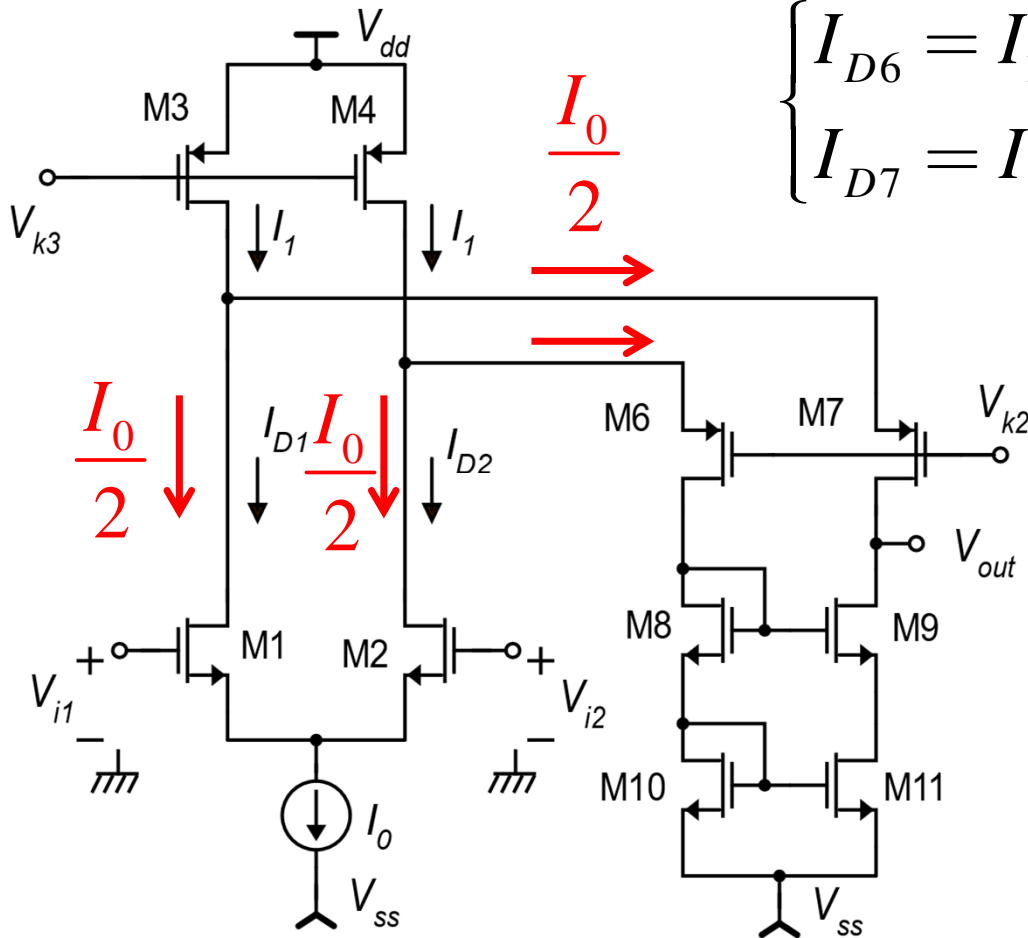 V_dd
I_D6 = I
I_D7 = I
M3
M4
I_0/2
V_k3
I_1
I_1
M6
M7
V_k2
I_0/2
I_D1
I_0/2
I_D2
V_out
M8
M9
M1
M2
V_i1
+
−
V_i2
+
−
M10
M11
I_0
V_ss
V_ss